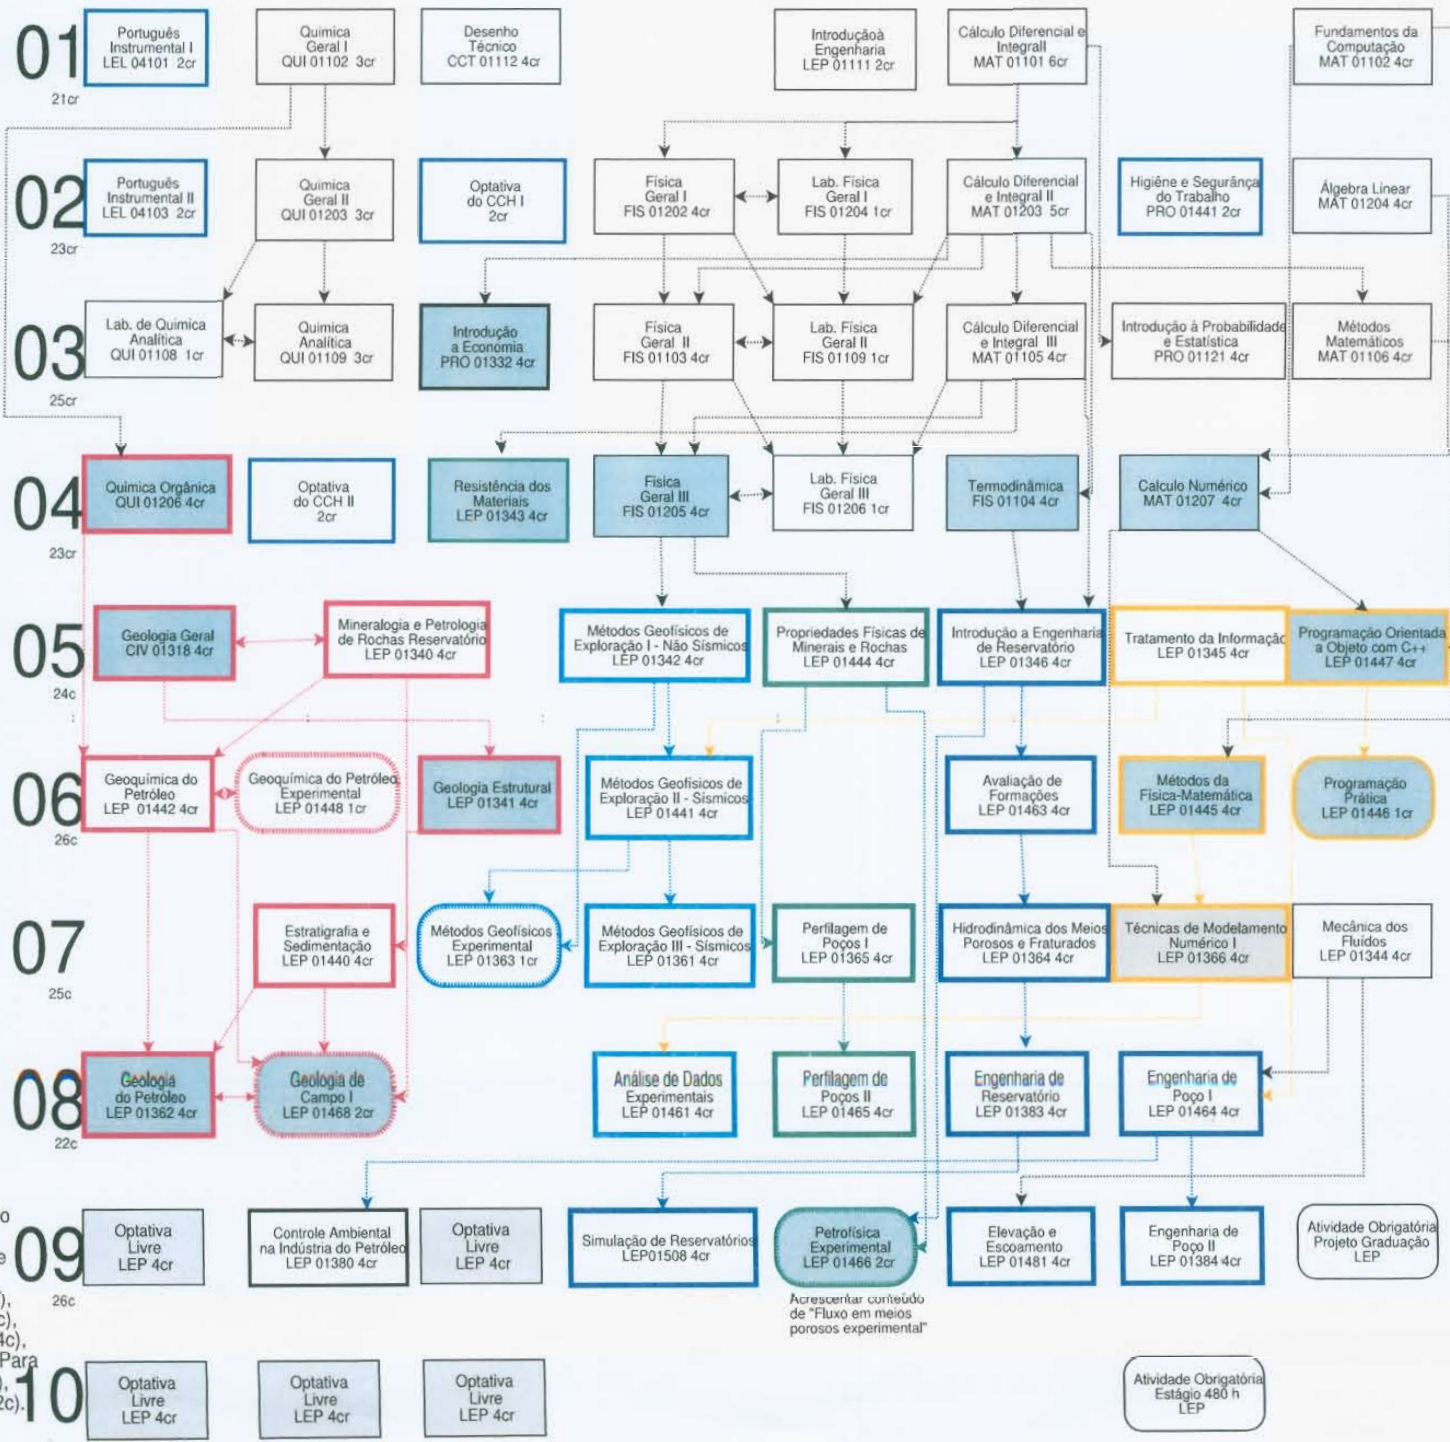 01
21cr
Português
Instrumental I
LEL 04101 2cr
Quimica
Geral I
QUI 01102 3cr
Desenho
Técnico
CCT 01112 4cr
Introduçãoà
Engenharia
LEP 01111 2cr
Cálculo Diferencial e
IntegralI
MAT 01101 6cr
Fundamentos da
Computação
MAT 01102 4cr
02
23cr
Português
Instrumental II
LEL 04103 2cr
Quimica
Geral II
QUI 01203 3cr
Optativa
do CCH I
2cr
Física
Geral I
FIS 01202 4cr
Lab. Física
Geral I
FIS 01204 1cr
Cálculo Diferencial
e Integral II
MAT 01203 5cr
Higiêne e Segurânça
do Trabalho
PRO 01441 2cr
Álgebra Linear
MAT 01204 4cr
03
25cr
Lab. de Quimica
Analítica
QUI 01108 1cr
Quimica
Analítica
QUI 01109 3cr
Introdução
a Economia
PRO 01332 4cr
Física
Geral II
FIS 01103 4cr
Lab. Física
Geral II
FIS 01109 1cr
Cálculo Diferencial
e Integral III
MAT 01105 4cr
Introdução à Probabilidade
e Estatística
PRO 01121 4cr
Métodos
Matemáticos
MAT 01106 4cr
04
23cr
Quimica Orgânica
QUI 01206 4cr
Optativa
do CCH II
2cr
Resistência dos
Materiais
LEP 01343 4cr
Fisica
Geral III
FIS 01205 4cr
Lab. Física
Geral III
FIS 01206 1cr
Termodinâmica
FIS 01104 4cr
Calculo Numérico
MAT 01207 4cr
05
24c
Geologia Geral
CIV 01318 4cr
Mineralogia e Petrologia
de Rochas Reservatório
LEP 01340 4cr
Métodos Geofísicos de
Exploração I - Não Sísmicos
LEP 01342 4cr
Propriedades Físicas de
Minerais e Rochas
LEP 01444 4cr
Introdução a Engenharia
de Reservatório
LEP 01346 4cr
Tratamento da Informação
LEP 01345 4cr
Programação Orientada
a Objeto com C++
LEP 01447 4cr
06
26c
Geoquímica do
Petróleo
LEP 01442 4cr
Geoquímica do Petróleo
Experimental
LEP 01448 1cr
Geologia Estrutural
LEP 01341 4cr
Métodos Geofísicos de
Exploração II - Sísmicos
LEP 01441 4cr
Avaliação de
Formações
LEP 01463 4cr
Métodos da
Física-Matemática
LEP 01445 4cr
Programação
Prática
LEP 01446 1cr
07
25c
Estratigrafia e
Sedimentação
LEP 01440 4cr
Métodos Geofísicos
Experimental
LEP 01363 1cr
Métodos Geofísicos de
Exploração III - Sísmicos
LEP 01361 4cr
Perfilagem de
Poços I
LEP 01365 4cr
Hidrodinâmica dos Meios
Porosos e Fraturados
LEP 01364 4cr
Técnicas de Modelamento
Numérico I
LEP 01366 4cr
Mecânica dos
Fluídos
LEP 01344 4cr
08
22c
Geologia
do Petróleo
LEP 01362 4cr
Geologia de
Campo I
LEP 01468 2cr
Análise de Dados
Experimentais
LEP 01461 4cr
Perfilagem de
Poços II
LEP 01465 4cr
Engenharia de
Reservatório
LEP 01383 4cr
Engenharia de
Poço I
LEP 01464 4cr
o
e
),
c),
4c),
Para
),
2c).
09
26c
Optativa
Livre
LEP 4cr
Controle Ambiental
na Indústria do Petróleo
LEP 01380 4cr
Optativa
Livre
LEP 4cr
Simulação de Reservatórios
LEP01508 4cr
Petrofísica
Experimental
LEP 01466 2cr
Acrescentar conteúdo
de "Fluxo em meios
porosos experimental"
Elevação e
Escoamento
LEP 01481 4cr
Engenharia de
Poço II
LEP 01384 4cr
Atividade Obrigatória
Projeto Graduação
LEP
10
Optativa
Livre
LEP 4cr
Optativa
Livre
LEP 4cr
Optativa
Livre
LEP 4cr
Atividade Obrigatória
Estágio 480 h
LEP